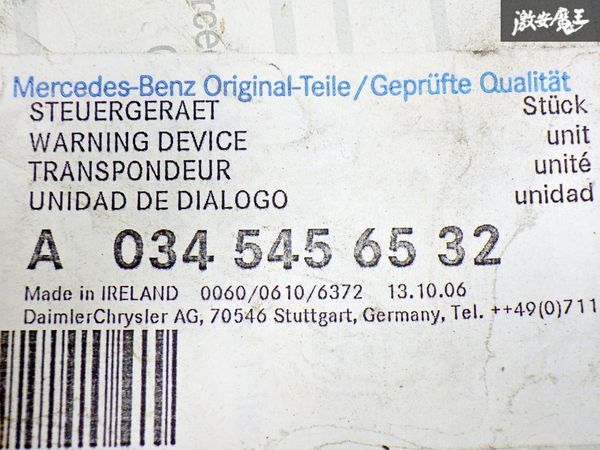 激安魔王
Mercedes-Benz Original-Teile/Geprüfte Qualität
STEUERGERAET Stück
WARNING DEVICE unit
TRANSPONDEUR unité
UNIDAD DE DIALOGO unidad
A 034 545 65 32
Made in IRELAND 0060/0610/6372 13.10.06
DaimlerChrysler AG, 70546 Stuttgart, Germany, Tel. ++49(0)711